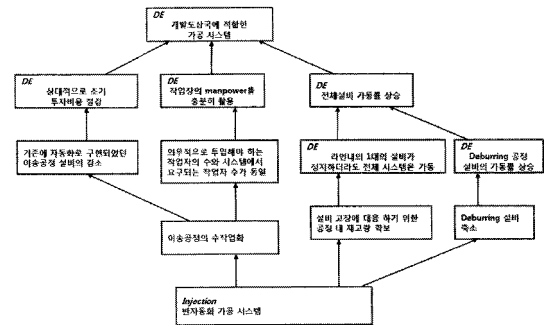 DE
개발도상국에 적합한
가공 시스템
DE
상대적으로 초기
투자비용 절감
DE
작업장의 manpower를
충분히 활용
DE
전체설비 가동률 상승
기존에 자동화로 구현되었던
이송공정 설비의 감소
의무적으로 투입해야 하는
작업자의 수와 시스템에서
요구되는 작업자 수가 동일
DE
라인내의 1대의 설비가
정지하더라도 전체 시스템은 가동
DE
Deburring 공정
설비의 가동률 상승
이송공정의 수작업화
설비 고장에 대응 하기 위한
공정 내 재고량 확보
Deburring 설비
축소
Injection
반자동화 가공 시스템